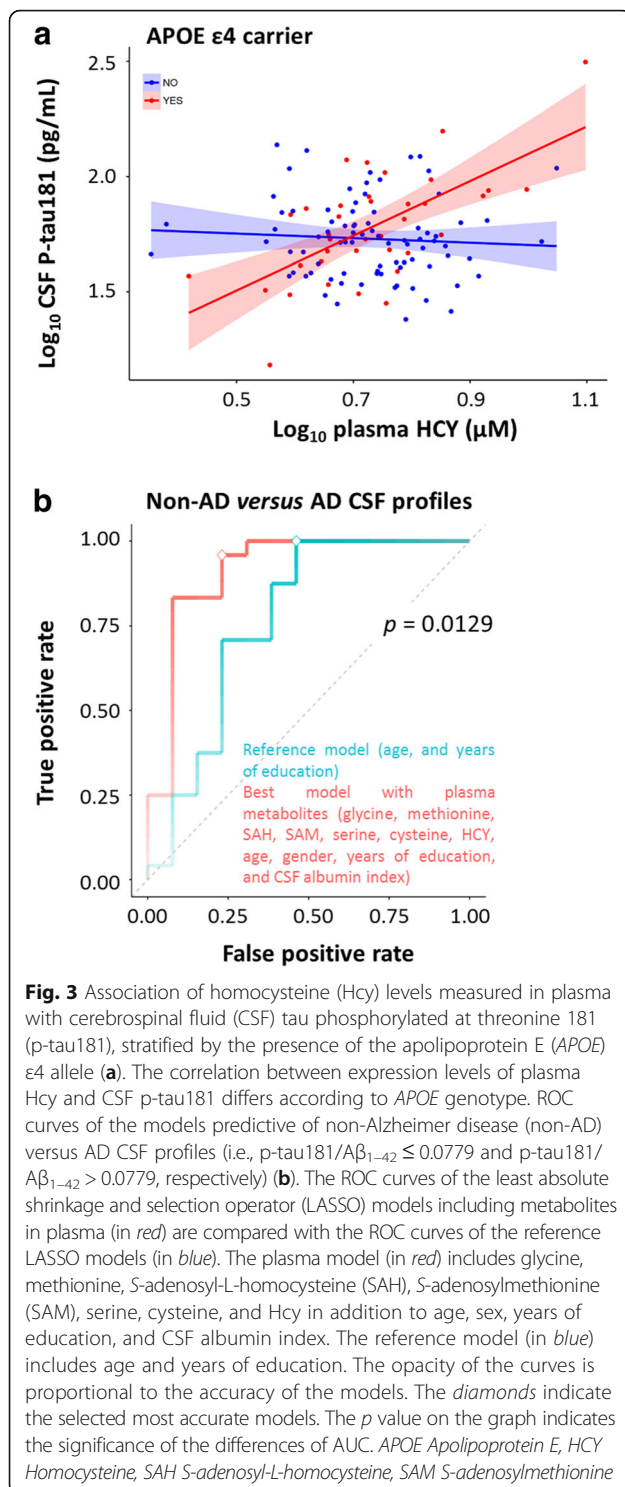 a
APOE ε4 carrier
NO
YES
2.5
2.0
1.5
Log₁₀ CSF P-tau181 (pg/mL)
0.5 0.7 0.9 1.1
Log₁₀ plasma HCY (μM)
b
Non-AD versus AD CSF profiles
1.00
0.75
0.50
0.25
0.00
True positive rate
p = 0.0129
Reference model (age, and years
of education)
Best model with plasma
metabolites (glycine, methionine,
SAH, SAM, serine, cysteine, HCY,
age, gender, years of education,
and CSF albumin index)
0.00 0.25 0.50 0.75 1.00
False positive rate
Fig. 3 Association of homocysteine (Hcy) levels measured in plasma
with cerebrospinal fluid (CSF) tau phosphorylated at threonine 181
(p-tau181), stratified by the presence of the apolipoprotein E (APOE)
ε4 allele (a). The correlation between expression levels of plasma
Hcy and CSF p-tau181 differs according to APOE genotype. ROC
curves of the models predictive of non-Alzheimer disease (non-AD)
versus AD CSF profiles (i.e., p-tau181/Aβ₁₋₄₂ ≤ 0.0779 and p-tau181/
Aβ₁₋₄₂ > 0.0779, respectively) (b). The ROC curves of the least absolute
shrinkage and selection operator (LASSO) models including metabolites
in plasma (in red) are compared with the ROC curves of the reference
LASSO models (in blue). The plasma model (in red) includes glycine,
methionine, S-adenosyl-L-homocysteine (SAH), S-adenosylmethionine
(SAM), serine, cysteine, and Hcy in addition to age, sex, years of
education, and CSF albumin index. The reference model (in blue)
includes age and years of education. The opacity of the curves is
proportional to the accuracy of the models. The diamonds indicate
the selected most accurate models. The p value on the graph indicates
the significance of the differences of AUC. APOE Apolipoprotein E, HCY
Homocysteine, SAH S-adenosyl-L-homocysteine, SAM S-adenosylmethionine